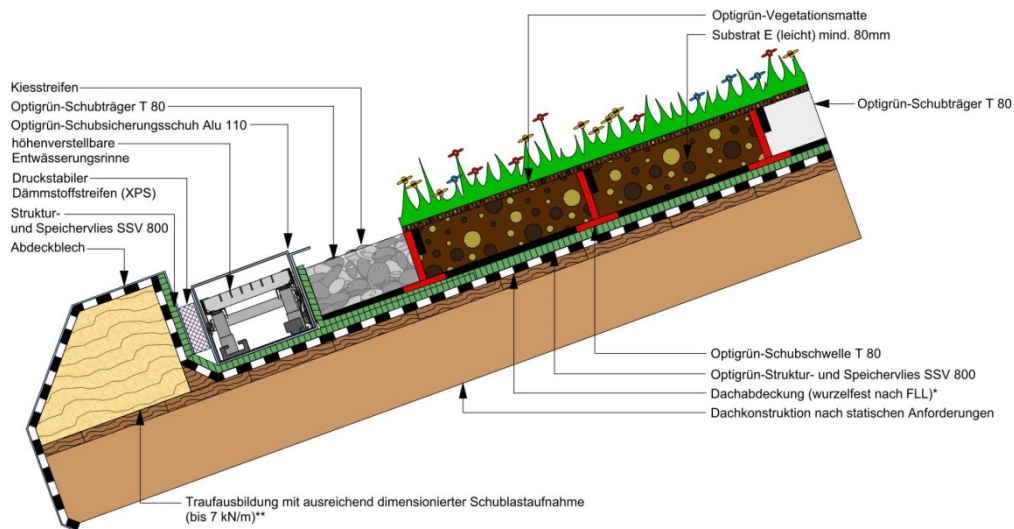 Optigrün-Vegetationsmatte
Substrat E (leicht) mind. 80mm
Kiesstreifen
Optigrün-Schubträger T 80
Optigrün-Schubsicherungsschuh Alu 110
höhenverstellbare
Entwässerungsrinne
Druckstabiler
Dämmstoffstreifen (XPS)
Struktur-
und Speichervlies SSV 800
Abdeckblech
Optigrün-Schubträger T 80
Optigrün-Schubschwelle T 80
Optigrün-Struktur- und Speichervlies SSV 800
Dachabdeckung (wurzelfest nach FLL)*
Dachkonstruktion nach statischen Anforderungen
Traufausbildung mit ausreichend dimensionierter Schublastaufnahme
(bis 7 kN/m)**